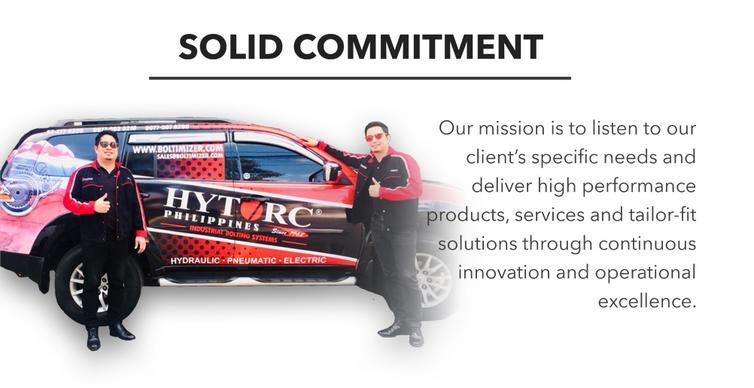 SOLID COMMITMENT
Our mission is to listen to our
client's specific needs and
deliver high performance
products, services and tailor-fit
solutions through continuous
innovation and operational
excellence.
WWW.BOLTIMIZER.COM
SALES@BOLTIMIZER.COM
HYTORC®
PHILIPPINES
Since 1968
INDUSTRIAL BOLTING SYSTEMS
HYDRAULIC • PNEUMATIC • ELECTRIC